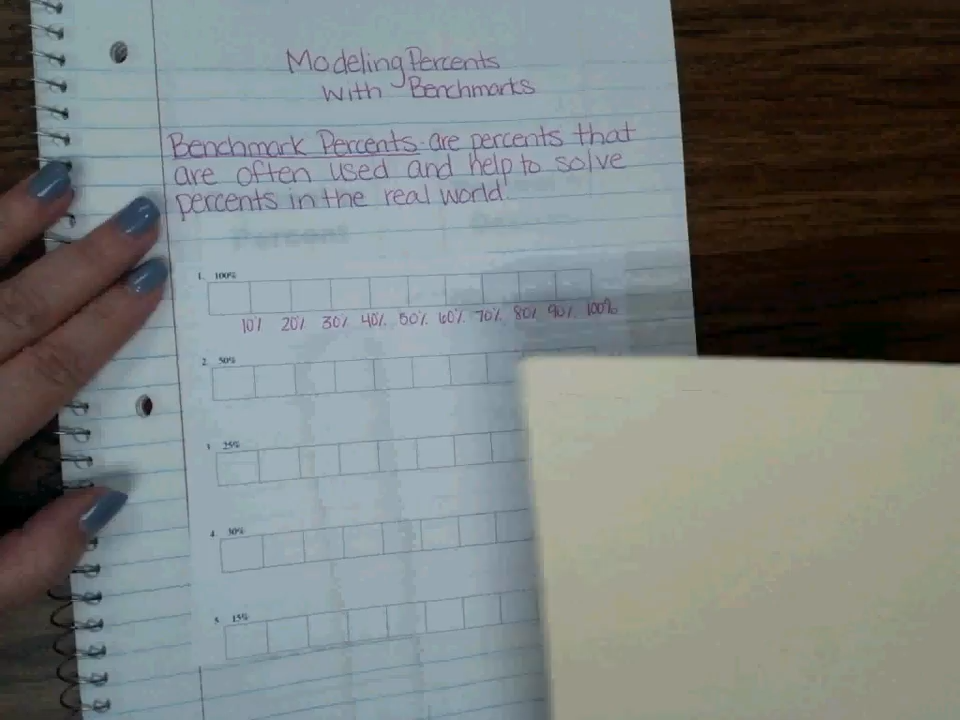 Modeling Percents
with Benchmarks
Benchmark Percents - are percents that
are often used and help to solve
percents in the real world.
1. 100%
10% 20% 30% 40% 50% 60% 70% 80% 90% 100%
2. 50%
3. 25%
4.
5. 15%